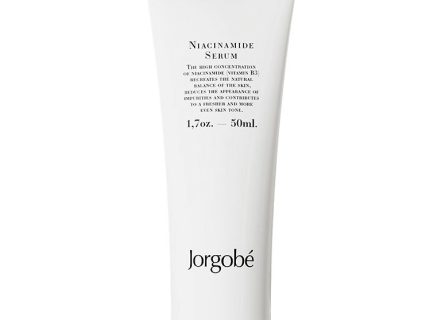 Niacinamide
Serum
The high concentration
of niacinamide (vitamin B3)
recreates the natural
balance of the skin,
reduces the appearance of
impurities and contributes
to a fresher and more
even skin tone.
1,7oz. — 50ml.
Jorgobé